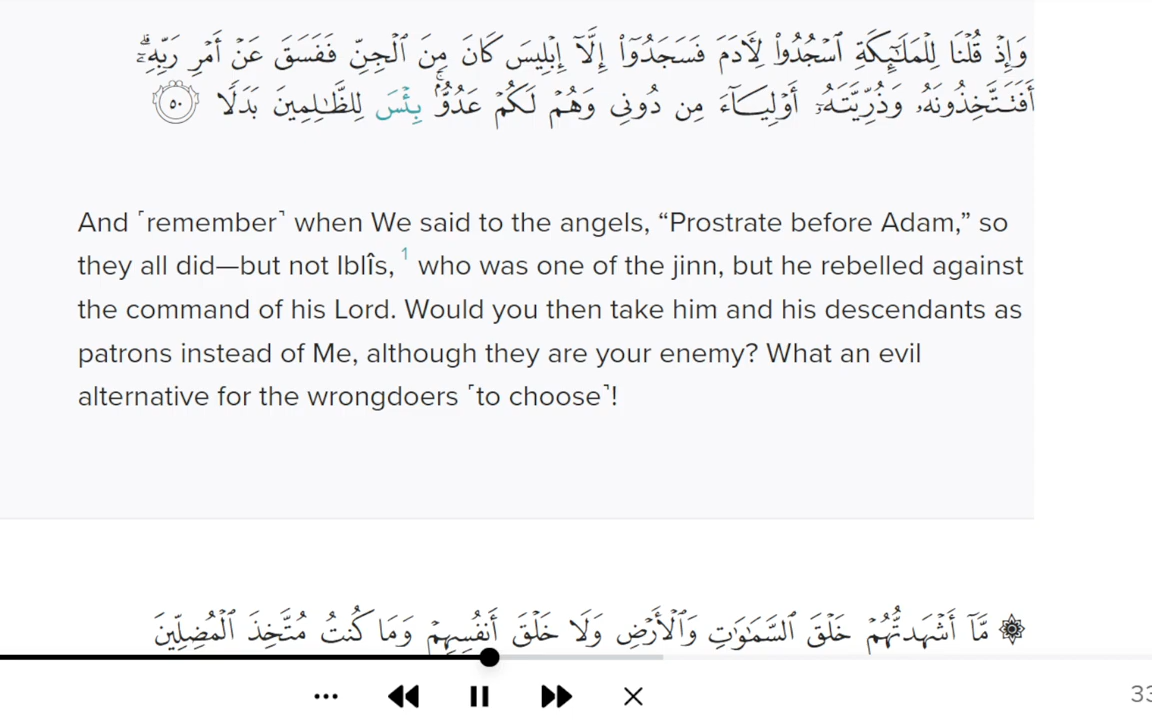 وَإِذْ قُلْنَا لِلْمَلَـٰٓئِكَةِ ٱسْجُدُوا۟ لِـَٔادَمَ فَسَجَدُوٓا۟ إِلَّآ إِبْلِيسَ كَانَ مِنَ ٱلْجِنِّ فَفَسَقَ عَنْ أَمْرِ رَبِّهِۦٓ ۗ
أَفَتَتَّخِذُونَهُۥ وَذُرِّيَّتَهُۥٓ أَوْلِيَآءَ مِن دُونِى وَهُمْ لَكُمْ عَدُوٌّۢ ۚ بِئْسَ لِلظَّـٰلِمِينَ بَدَلًا ٥٠
And ˹remember˺ when We said to the angels, “Prostrate before Adam,” so
they all did—but not Iblîs, 1 who was one of the jinn, but he rebelled against
the command of his Lord. Would you then take him and his descendants as
patrons instead of Me, although they are your enemy? What an evil
alternative for the wrongdoers ˹to choose˺!
۞ مَّآ أَشْهَدتُّهُمْ خَلْقَ ٱلسَّمَـٰوَٰتِ وَٱلْأَرْضِ وَلَا خَلْقَ أَنفُسِهِمْ وَمَا كُنتُ مُتَّخِذَ ٱلْمُضِلِّينَ
33